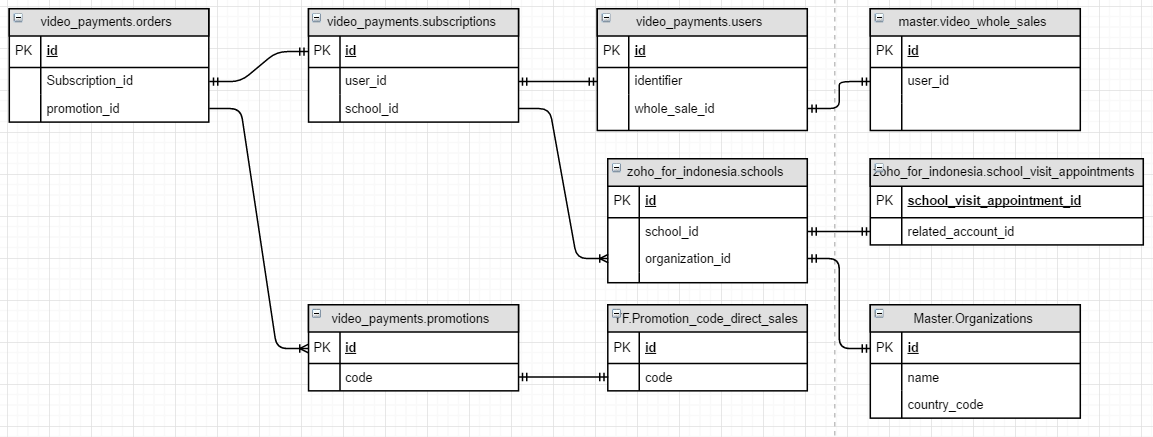 video_payments.orders
PK id
Subscription_id
promotion_id
video_payments.subscriptions
PK id
user_id
school_id
video_payments.users
PK id
identifier
whole_sale_id
master.video_whole_sales
PK id
user_id
zoho_for_indonesia.schools
PK id
school_id
organization_id
zoho_for_indonesia.school_visit_appointments
PK school_visit_appointment_id
related_account_id
video_payments.promotions
PK id
code
F.Promotion_code_direct_sales
PK id
code
Master.Organizations
PK id
name
country_code